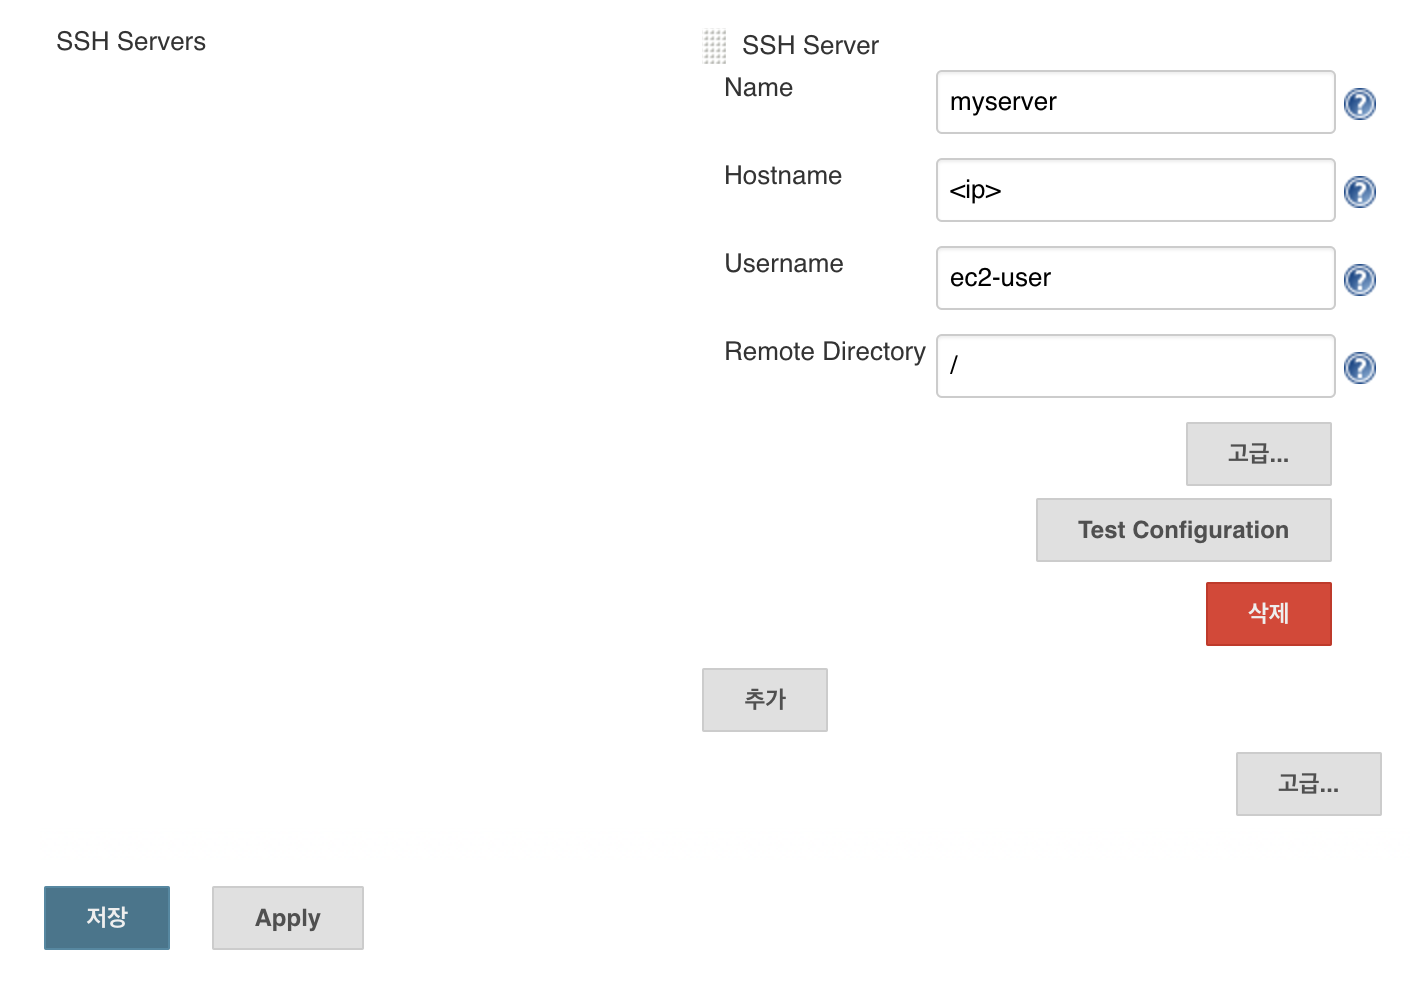 SSH Servers
SSH Server
Name
myserver
Hostname
<ip>
Username
ec2-user
Remote Directory
/
고급...
Test Configuration
삭제
추가
고급...
저장
Apply